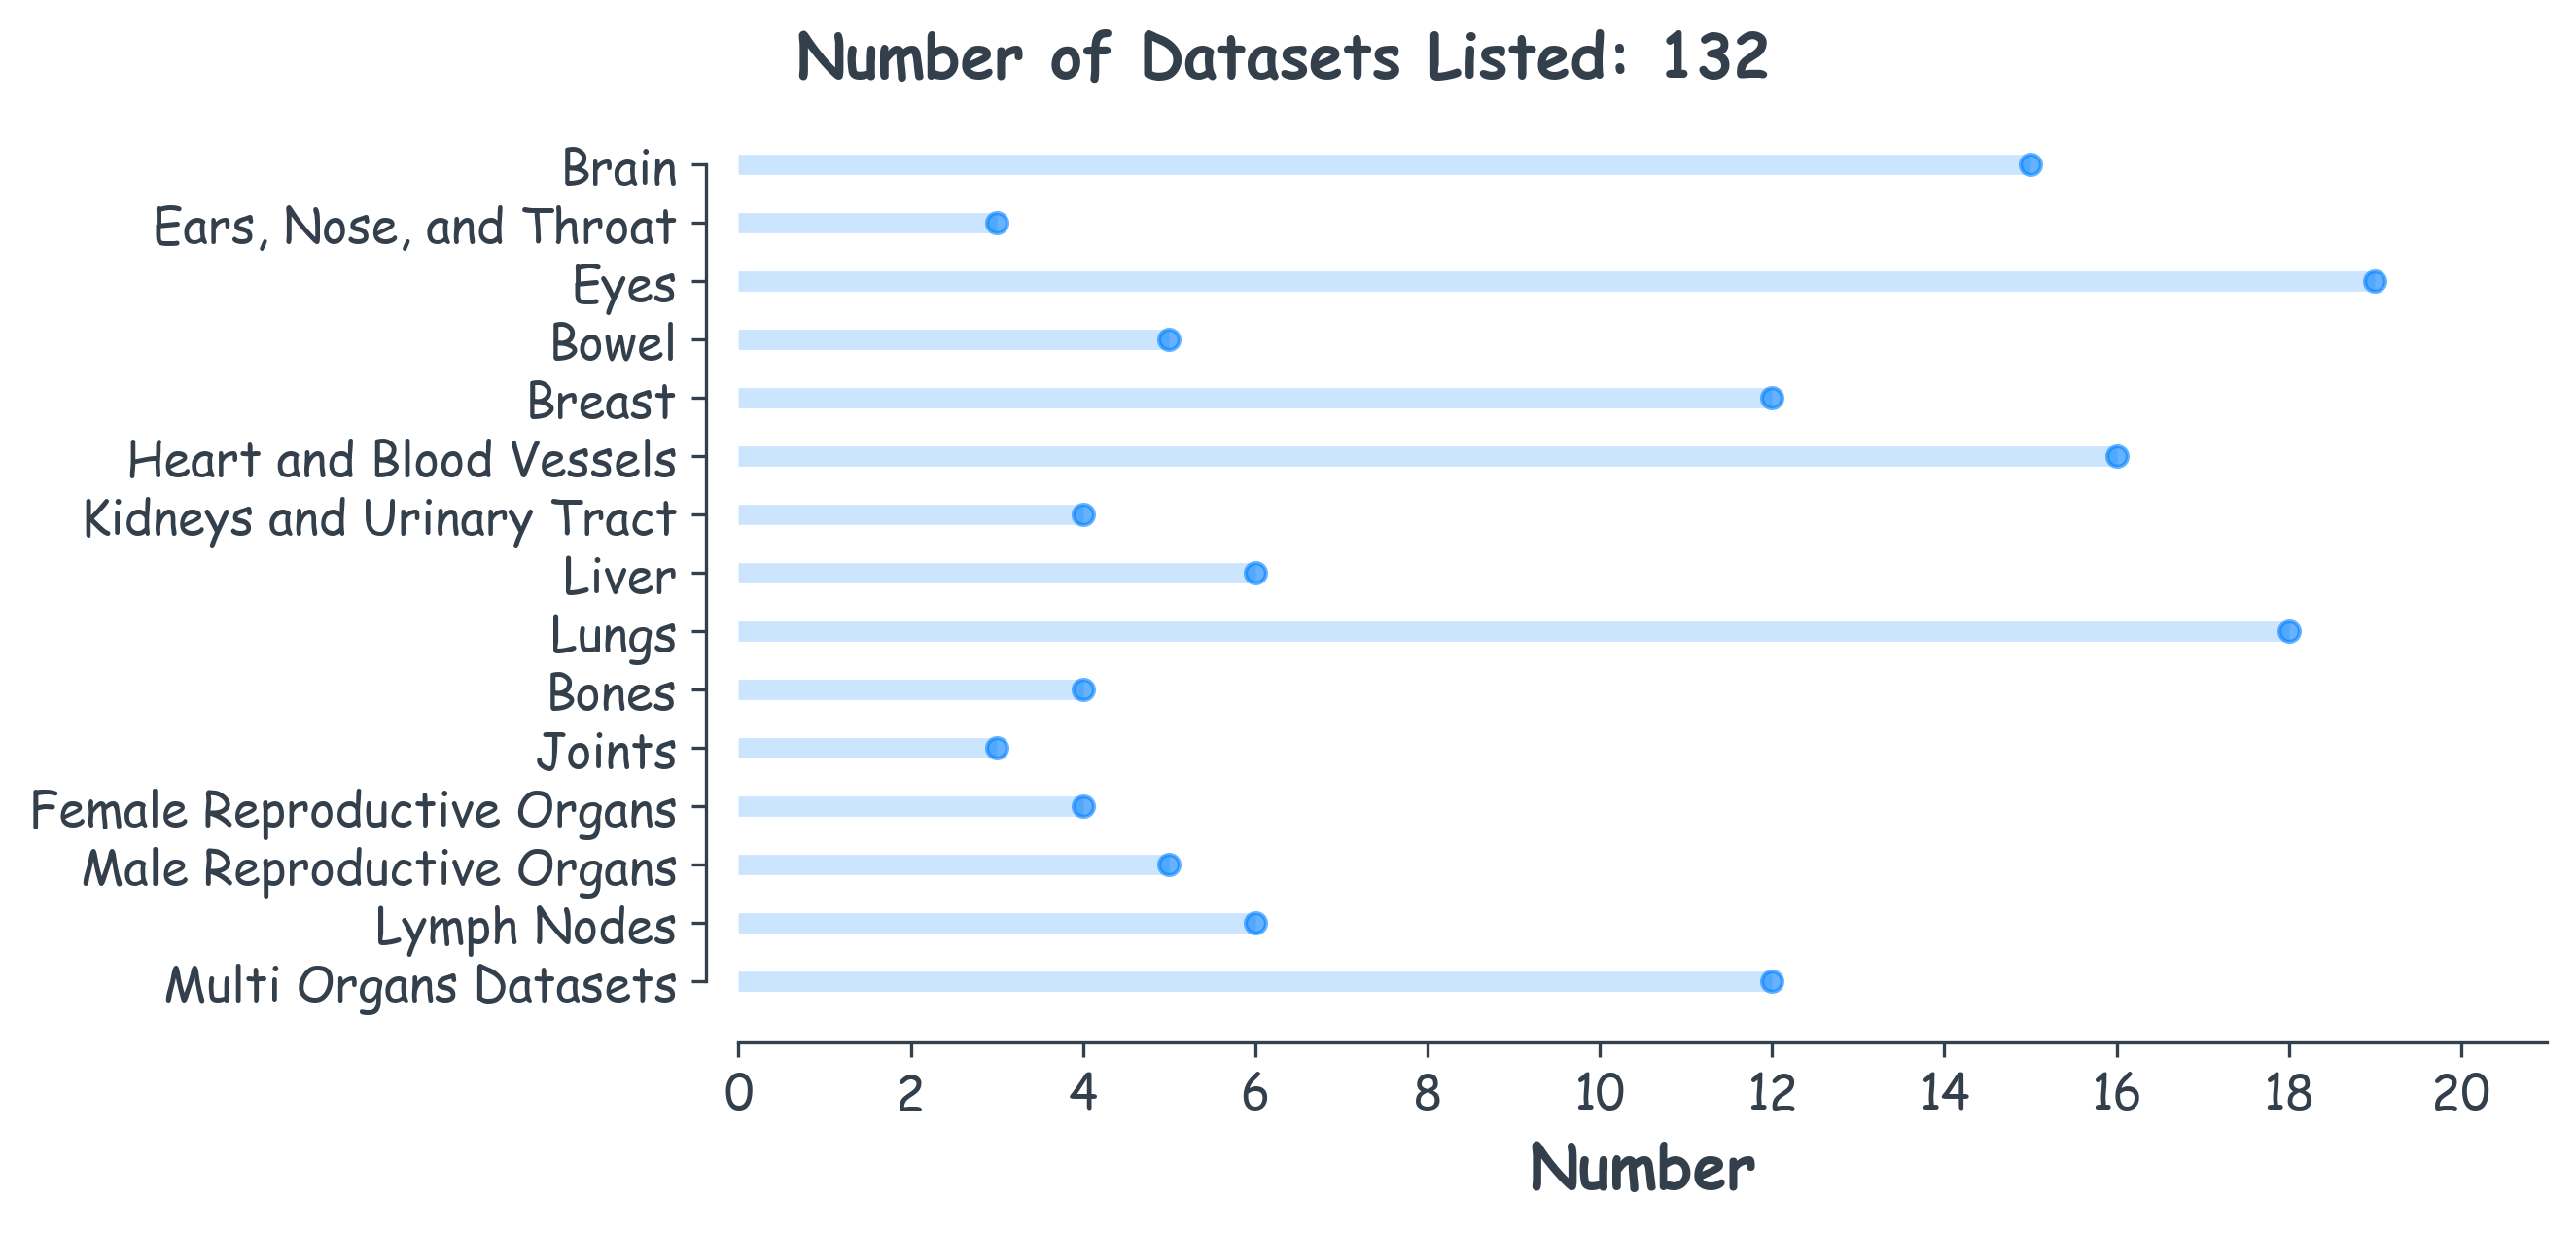 Number of Datasets Listed: 132
Brain
Ears, Nose, and Throat
Eyes
Bowel
Breast
Heart and Blood Vessels
Kidneys and Urinary Tract
Liver
Lungs
Bones
Joints
Female Reproductive Organs
Male Reproductive Organs
Lymph Nodes
Multi Organs Datasets
0 2 4 6 8 10 12 14 16 18 20
Number